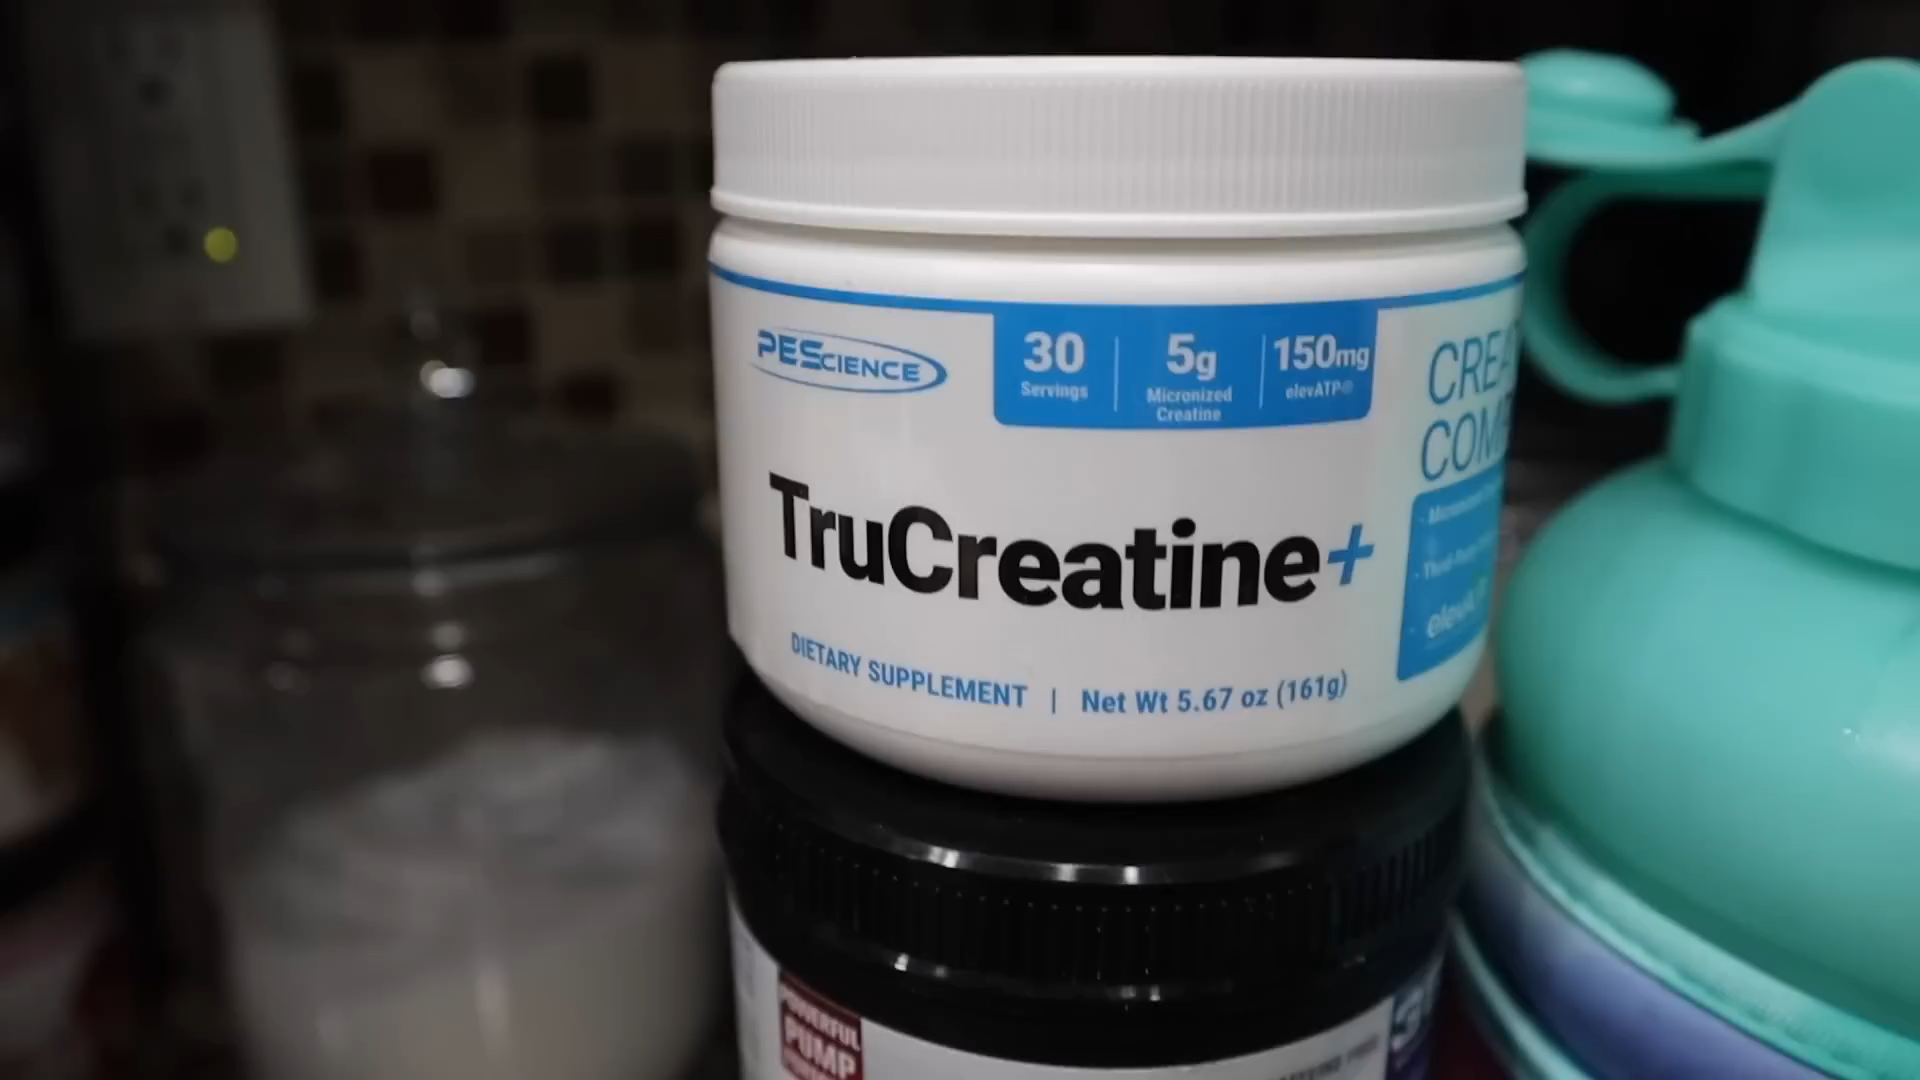 PEScience
30
Servings
5g
Micronized
Creatine
150mg
elevATP®
TruCreatine+
DIETARY SUPPLEMENT | Net Wt 5.67 oz (161g)
POWERFUL
PUMP